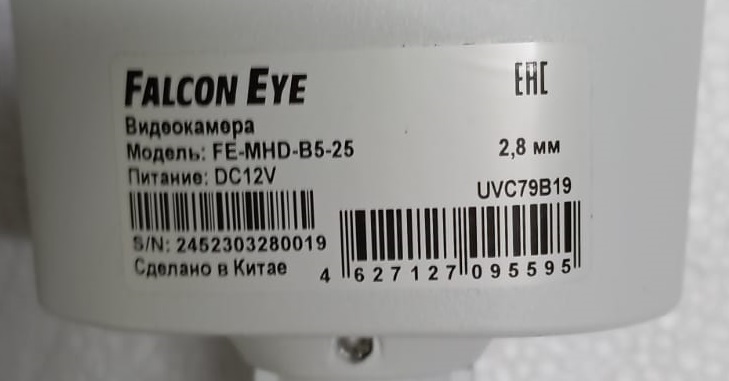 FALCON EYE
EAC
Видеокамера
Модель: FE-MHD-B5-25 2,8 мм
Питание: DC12V
UVC79B19
S/N: 2452303280019
Сделано в Китае
4 627127 095595